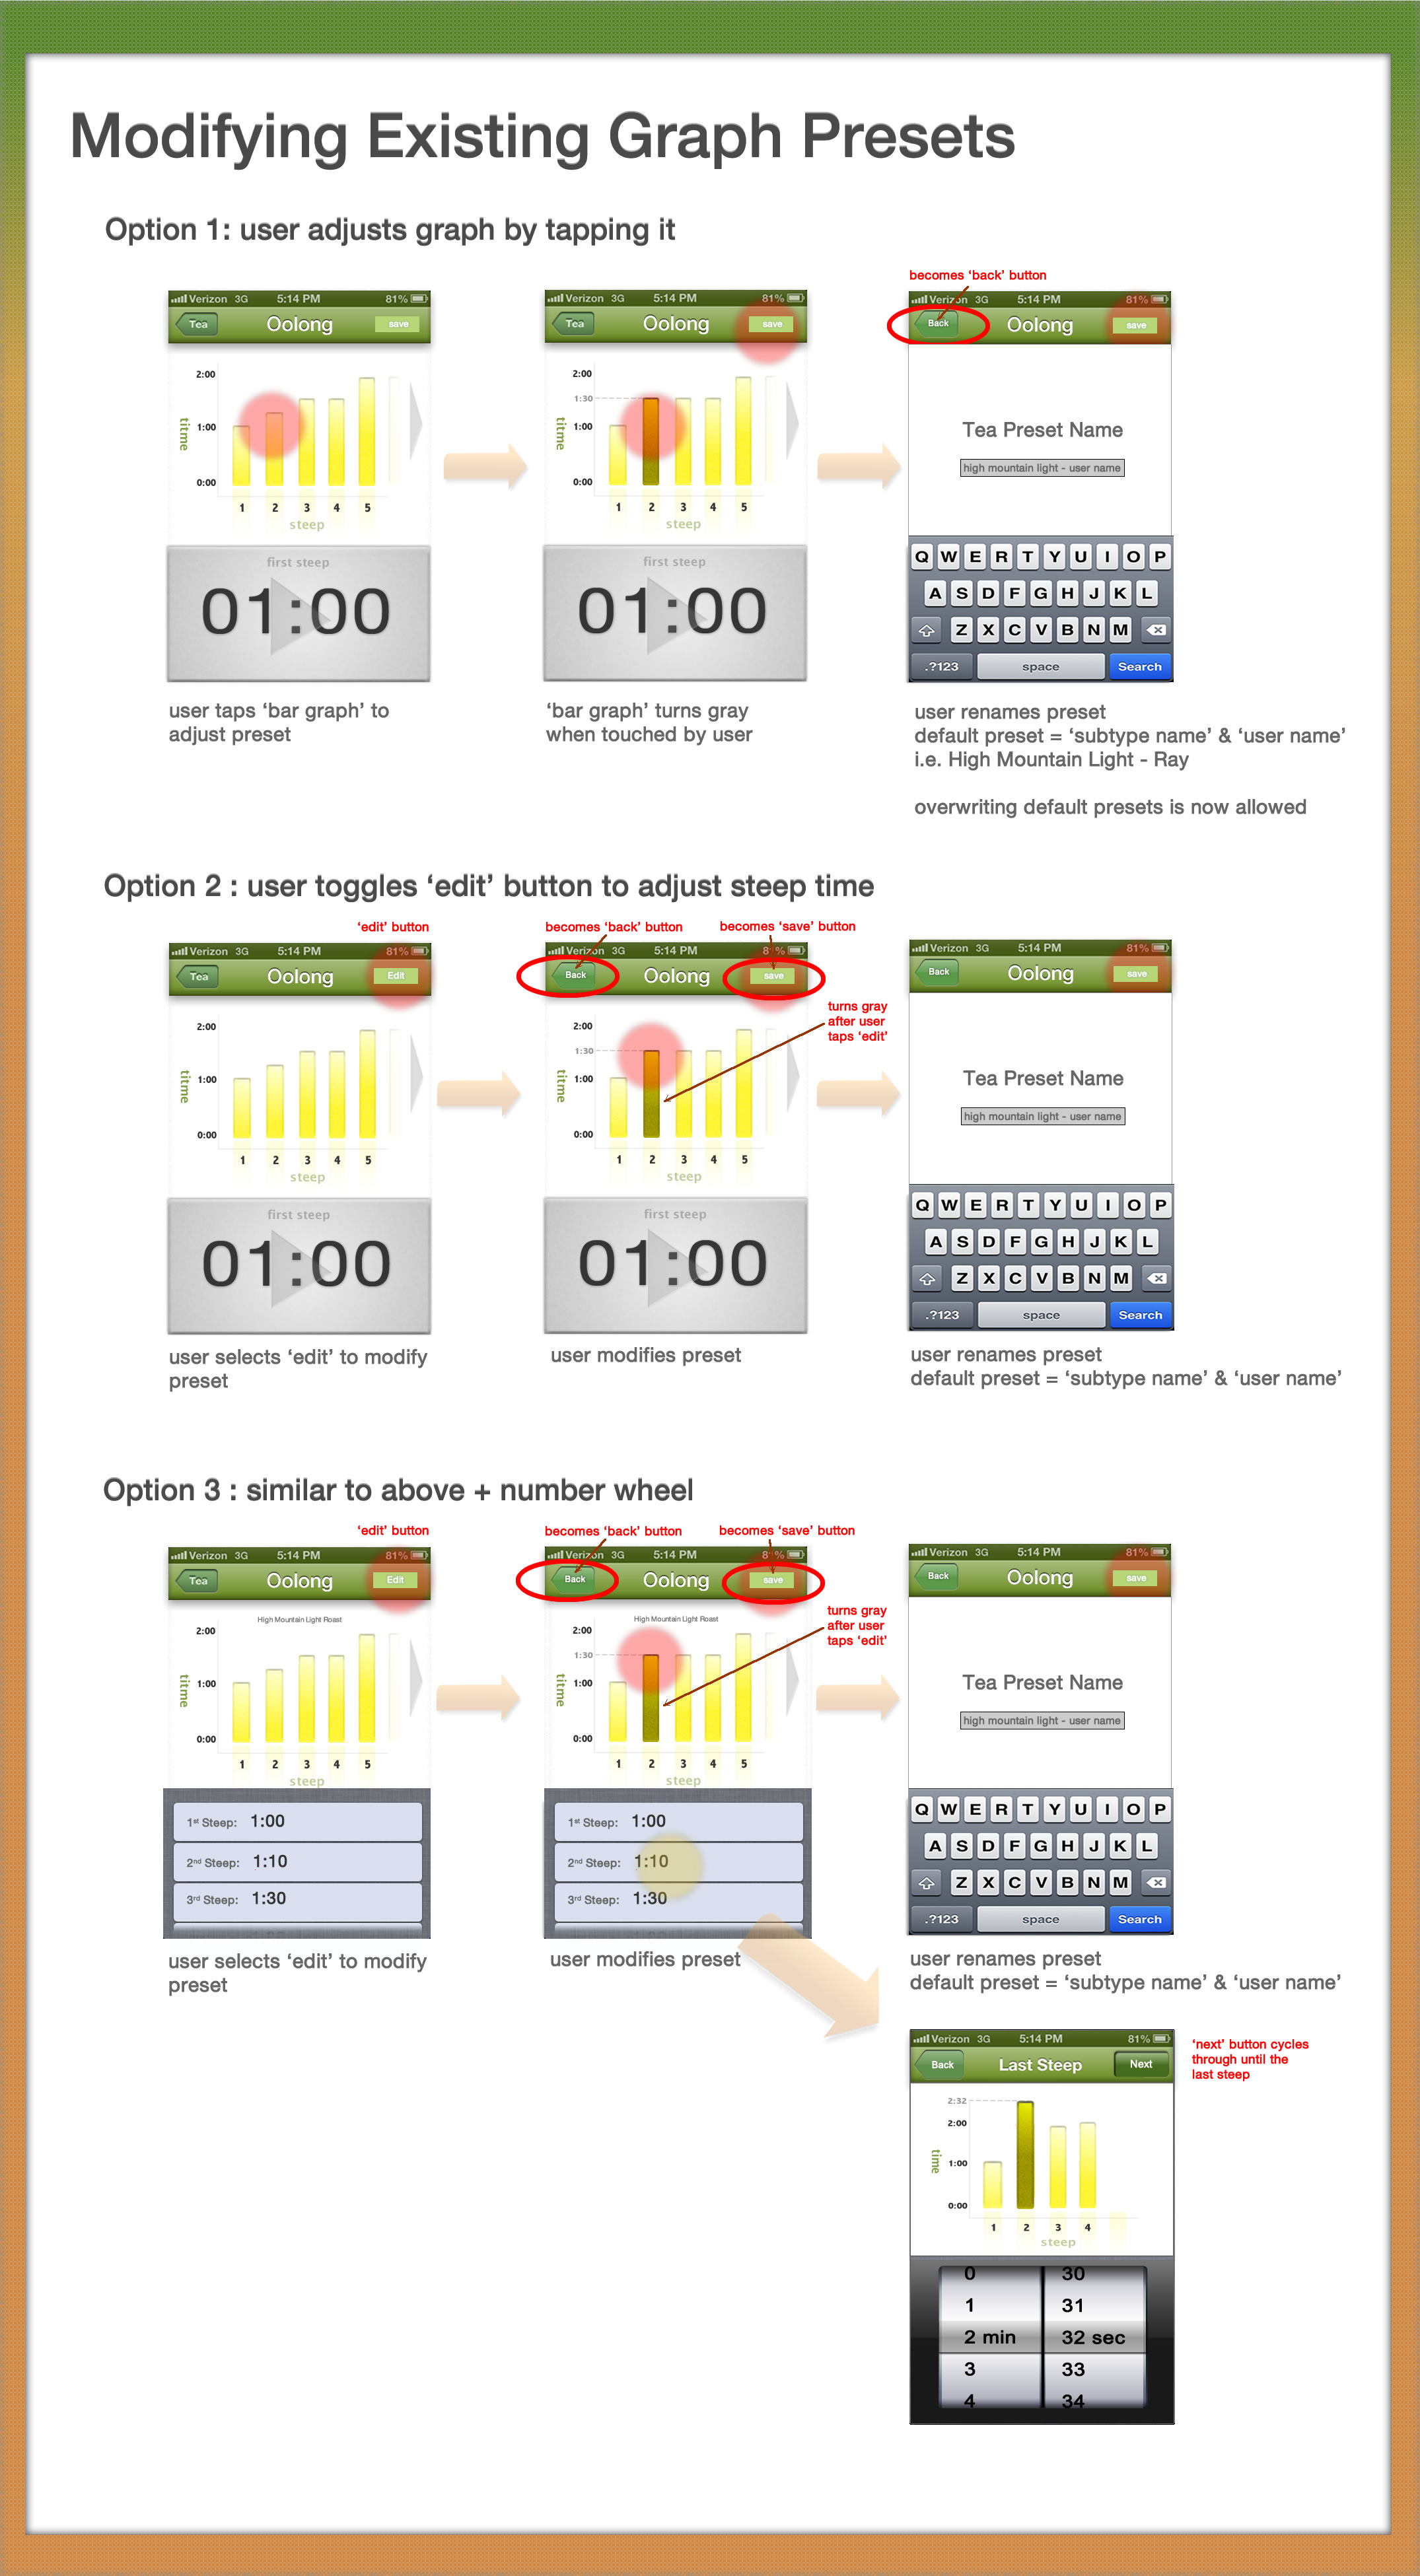 Modifying Existing Graph Presets
Option 1: user adjusts graph by tapping it
becomes ‘back’ button
Verizon 3G 5:14 PM 81%
Tea Oolong save
2:00
1:00
0:00
titme
1 2 3 4 5
steep
first steep
01:00
user taps ‘bar graph’ to
adjust preset
Verizon 3G 5:14 PM 81%
Tea Oolong save
2:00
1:30
1:00
0:00
titme
1 2 3 4 5
steep
first steep
01:00
‘bar graph’ turns gray
when touched by user
Verizon 3G 5:14 PM 81%
Back Oolong save
Tea Preset Name
high mountain light - user name
Q W E R T Y U I O P
A S D F G H J K L
Z X C V B N M
.?123 space Search
user renames preset
default preset = ‘subtype name’ & ‘user name’
i.e. High Mountain Light - Ray
overwriting default presets is now allowed
Option 2 : user toggles ‘edit’ button to adjust steep time
‘edit’ button
Verizon 3G 5:14 PM 81%
Tea Oolong Edit
2:00
1:00
0:00
titme
1 2 3 4 5
steep
first steep
01:00
user selects ‘edit’ to modify
preset
becomes ‘back’ button
becomes ‘save’ button
Verizon 3G 5:14 PM 81%
Back Oolong save
turns gray
after user
taps ‘edit’
2:00
1:30
1:00
0:00
titme
1 2 3 4 5
steep
first steep
01:00
user modifies preset
Verizon 3G 5:14 PM 81%
Back Oolong save
Tea Preset Name
high mountain light - user name
Q W E R T Y U I O P
A S D F G H J K L
Z X C V B N M
.?123 space Search
user renames preset
default preset = ‘subtype name’ & ‘user name’
Option 3 : similar to above + number wheel
‘edit’ button
Verizon 3G 5:14 PM 81%
Tea Oolong Edit
High Mountain Light Roast
2:00
1:00
0:00
titme
1 2 3 4 5
steep
1st Steep: 1:00
2nd Steep: 1:10
3rd Steep: 1:30
user selects ‘edit’ to modify
preset
becomes ‘back’ button
becomes ‘save’ button
Verizon 3G 5:14 PM 81%
Back Oolong save
turns gray
after user
taps ‘edit’
High Mountain Light Roast
2:00
1:30
1:00
0:00
titme
1 2 3 4 5
steep
1st Steep: 1:00
2nd Steep: 1:10
3rd Steep: 1:30
user modifies preset
Verizon 3G 5:14 PM 81%
Back Oolong save
Tea Preset Name
high mountain light - user name
Q W E R T Y U I O P
A S D F G H J K L
Z X C V B N M
.?123 space Search
user renames preset
default preset = ‘subtype name’ & ‘user name’
Verizon 3G 5:14 PM 81%
Back Last Steep Next
‘next’ button cycles
through until the
last steep
2:32
2:00
1:00
0:00
time
1 2 3 4
steep
0 30
1 31
2 min 32 sec
3 33
4 34